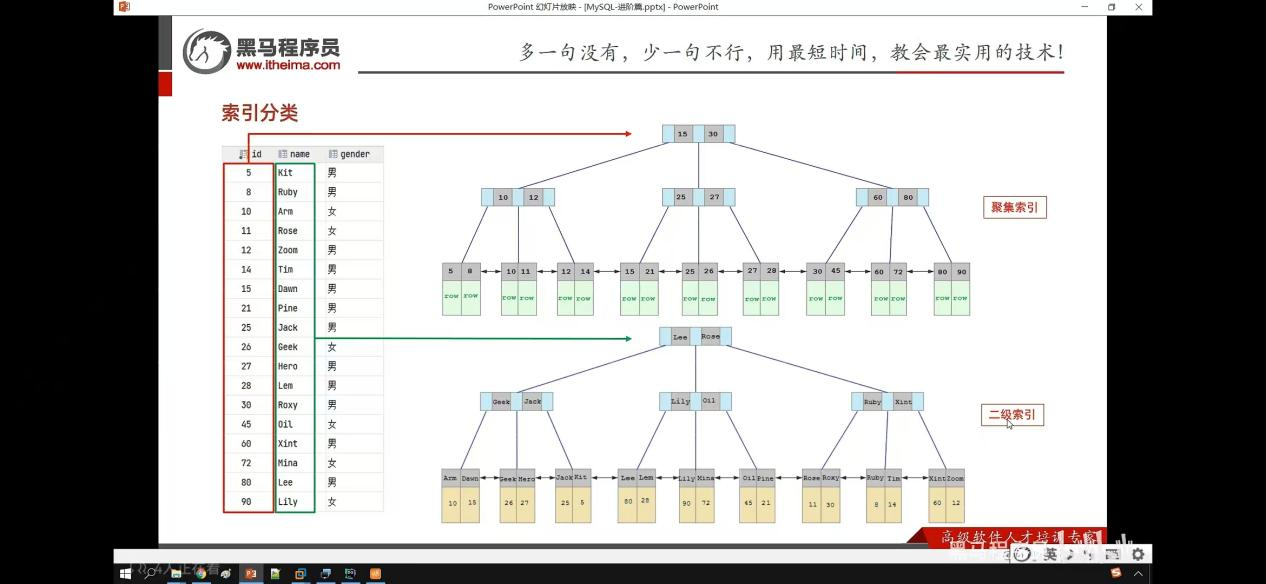 PowerPoint 幻灯片放映 - [MySQL-进阶篇.pptx] - PowerPoint
黑马程序员
www.itheima.com
多一句没有，少一句不行，用最短时间，教会最实用的技术！
索引分类
id name gender
5 Kit 男
8 Ruby 男
10 Arm 女
11 Rose 女
12 Zoom 男
14 Tim 男
15 Dawn 男
21 Pine 男
25 Jack 男
26 Geek 女
27 Hero 男
28 Lem 男
30 Roxy 男
45 Oil 女
60 Xint 男
72 Mina 女
80 Lee 男
90 Lily 女
15 30
10 12 25 27 60 80
聚集索引
5 8 10 11 12 14 15 21 25 26 27 28 30 45 60 72 80 90
row row row row row row row row row row row row row row row row row row
Lee Rose
Geek Jack Lily Oil Ruby Xint
二级索引
Arm Dawn Geek Hero Jack Kit Lee Lem Lily Mina Oil Pine Rose Roxy Ruby Tim Xint Zoom
10 15 26 27 25 5 80 28 90 72 45 21 11 30 8 14 60 12
高级软件人才培训专家
黑马程序员
英
人正在看